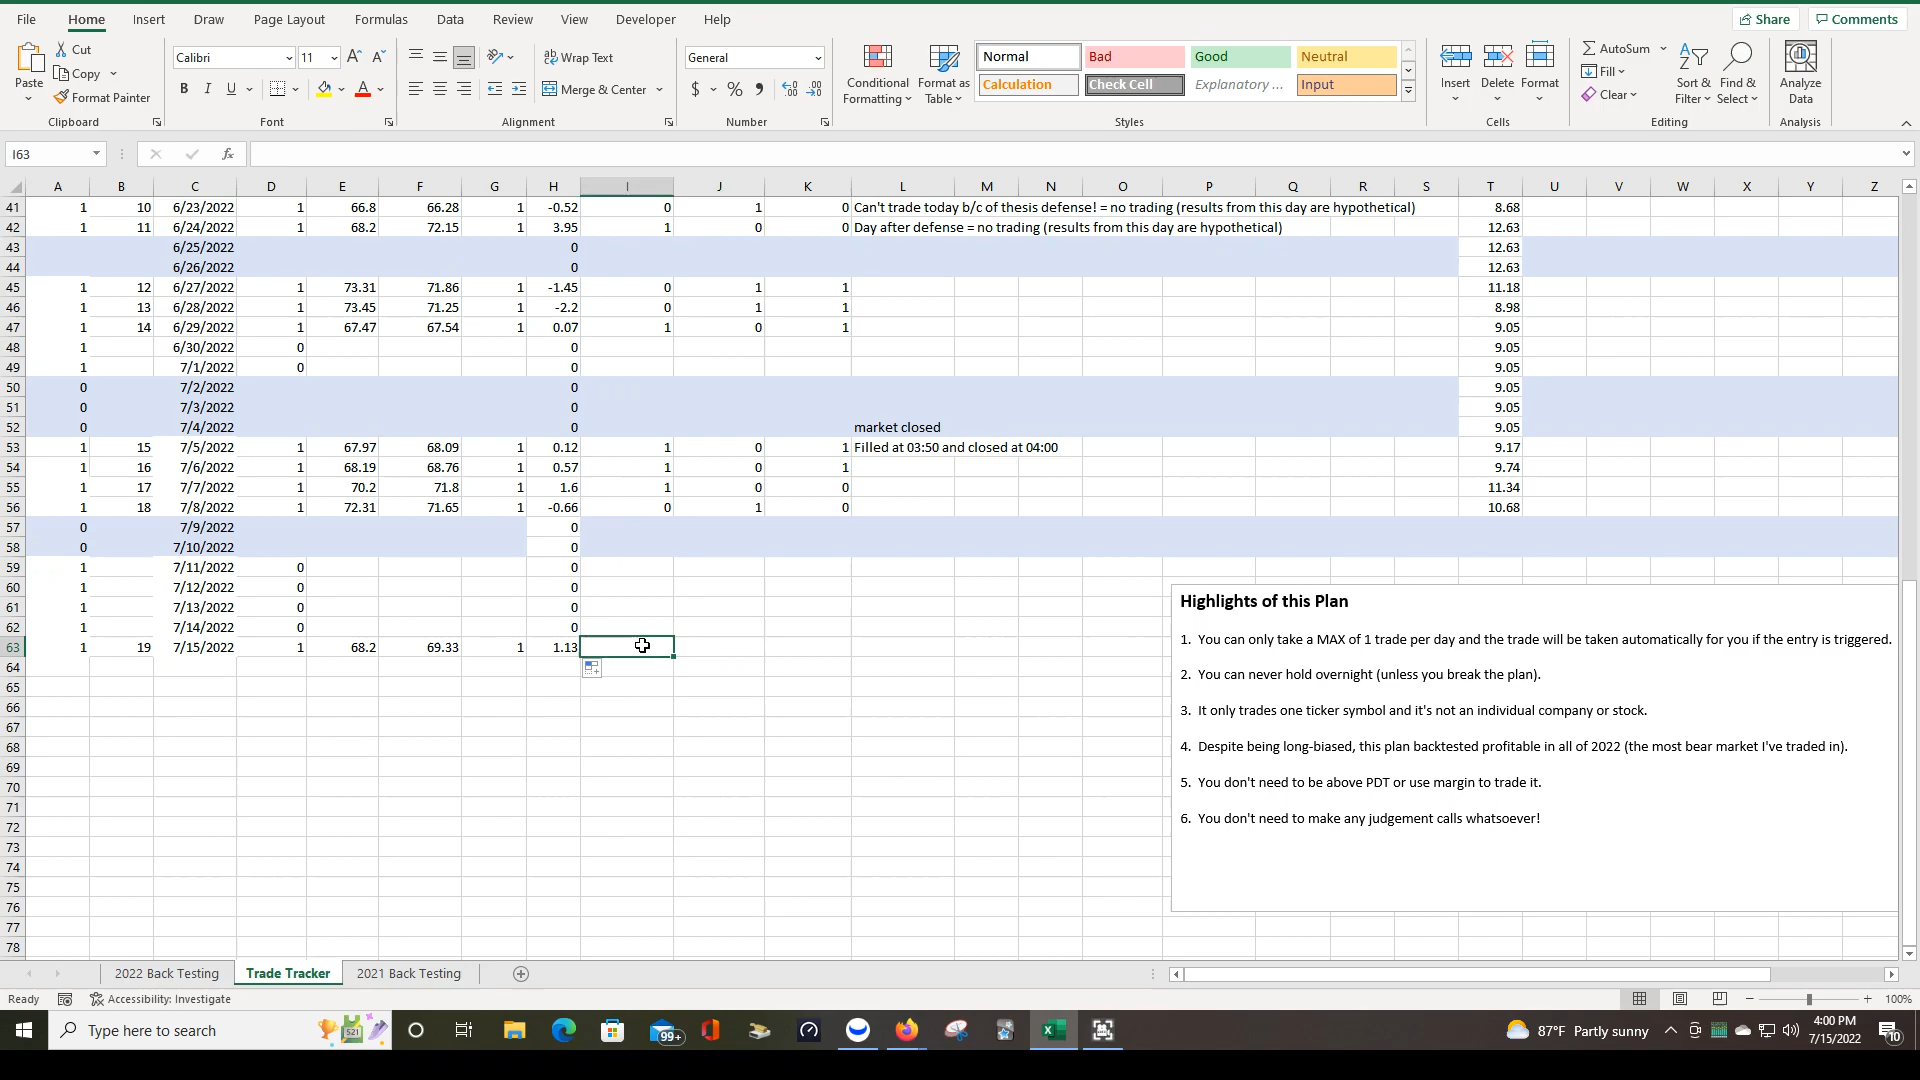 File Home Insert Draw Page Layout Formulas Data Review View Developer Help Share Comments
Paste Cut Copy Format Painter Clipboard
Calibri 11 A A B I U A Font
Wrap Text Merge & Center Alignment
General $ % Number
Conditional Formatting Format as Table
Normal Bad Good Neutral
Calculation Check Cell Explanatory ... Input
Styles
Insert Delete Format Cells
AutoSum Fill Clear Sort & Filter Find & Select Editing
Analyze Data Analysis
I63 fx
A B C D E F G H I J K L M N O P Q R S T U V W X Y Z
41 1 10 6/23/2022 1 66.8 66.28 1 -0.52 0 1 0 Can't trade today b/c of thesis defense! = no trading (results from this day are hypothetical) 8.68
42 1 11 6/24/2022 1 68.2 72.15 1 3.95 1 0 0 Day after defense = no trading (results from this day are hypothetical) 12.63
43 6/25/2022 0 12.63
44 6/26/2022 0 12.63
45 1 12 6/27/2022 1 73.31 71.86 1 -1.45 0 1 1 11.18
46 1 13 6/28/2022 1 73.45 71.25 1 -2.2 0 1 1 8.98
47 1 14 6/29/2022 1 67.47 67.54 1 0.07 1 0 1 9.05
48 1 6/30/2022 0 0 9.05
49 1 7/1/2022 0 0 9.05
50 0 7/2/2022 0 9.05
51 0 7/3/2022 0 9.05
52 0 7/4/2022 0 market closed 9.05
53 1 15 7/5/2022 1 67.97 68.09 1 0.12 1 0 1 Filled at 03:50 and closed at 04:00 9.17
54 1 16 7/6/2022 1 68.19 68.76 1 0.57 1 0 1 9.74
55 1 17 7/7/2022 1 70.2 71.8 1 1.6 1 0 0 11.34
56 1 18 7/8/2022 1 72.31 71.65 1 -0.66 0 1 0 10.68
57 0 7/9/2022 0
58 0 7/10/2022 0
59 1 7/11/2022 0 0
60 1 7/12/2022 0 0
61 1 7/13/2022 0 0
62 1 7/14/2022 0 0
63 1 19 7/15/2022 1 68.2 69.33 1 1.13
64
65
66
67
68
69
70
71
72
73
74
75
76
77
78
Highlights of this Plan
1. You can only take a MAX of 1 trade per day and the trade will be taken automatically for you if the entry is triggered.
2. You can never hold overnight (unless you break the plan).
3. It only trades one ticker symbol and it's not an individual company or stock.
4. Despite being long-biased, this plan backtested profitable in all of 2022 (the most bear market I've traded in).
5. You don't need to be above PDT or use margin to trade it.
6. You don't need to make any judgement calls whatsoever!
2022 Back Testing Trade Tracker 2021 Back Testing
Ready Accessibility: Investigate 100%
Type here to search 99+ 87°F Partly sunny 4:00 PM
7/15/2022 10